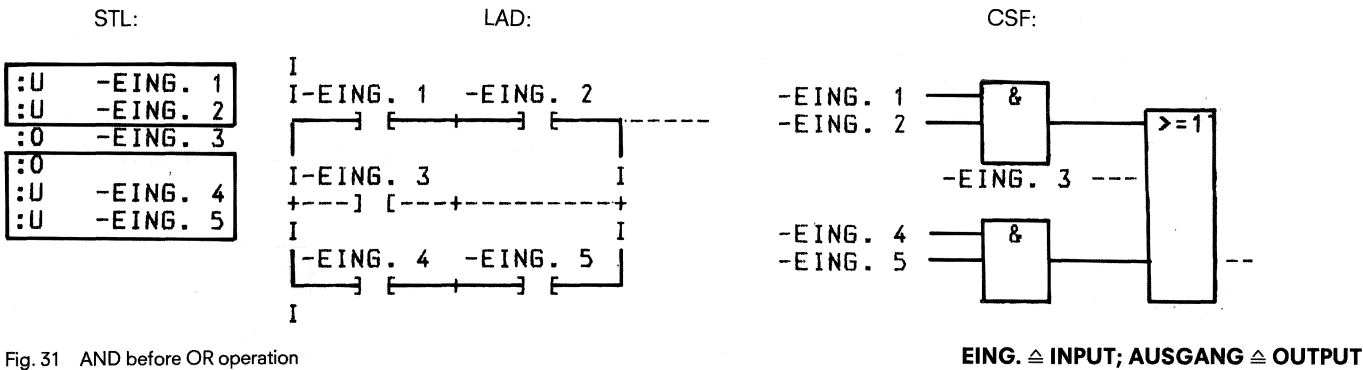 STL:
:U -EING. 1
:U -EING. 2
:O -EING. 3
:O
:U -EING. 4
:U -EING. 5
LAD:
I
I-EING. 1 -EING. 2
] [ ] [
I-EING. 3 I
+---] [----+------------+
I I
-EING. 4 -EING. 5
] [ ] [
I
CSF:
-EING. 1
-EING. 2
&
>=1
-EING. 3 ---
-EING. 4
-EING. 5
&
Fig. 31 AND before OR operation
EING. ≙ INPUT; AUSGANG ≙ OUTPUT